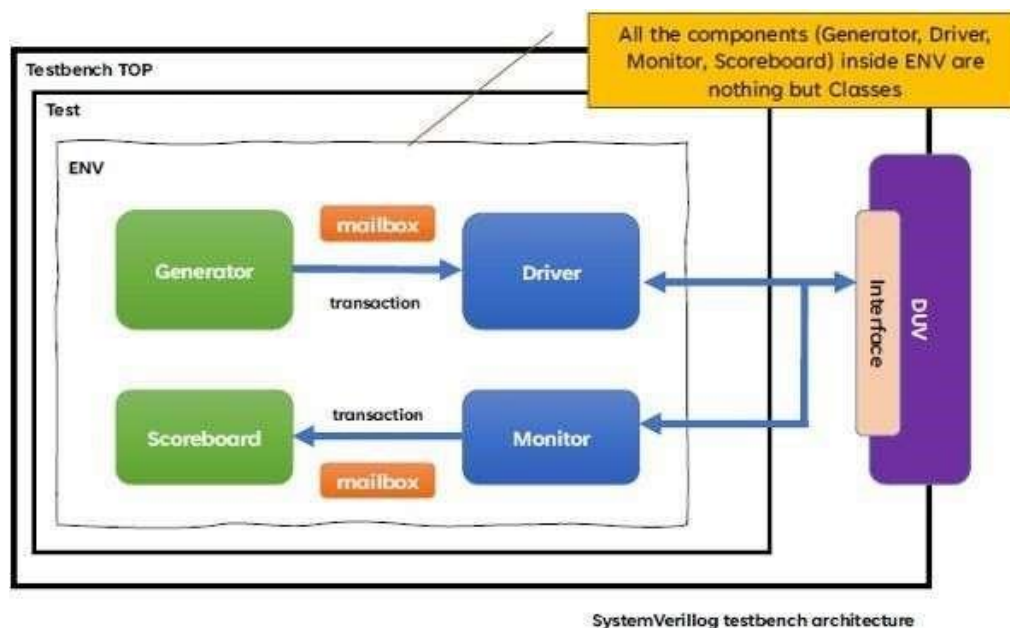 All the components (Generator, Driver,
Monitor, Scoreboard) inside ENV are
nothing but Classes
Testbench TOP
Test
ENV
mailbox
Generator
Driver
transaction
Interface
DUV
transaction
Scoreboard
Monitor
mailbox
SystemVerillog testbench architecture